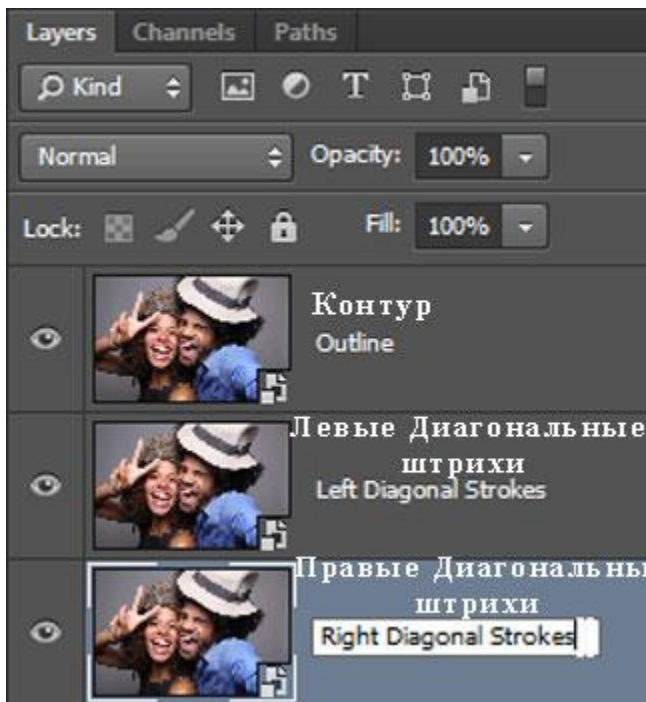 Layers Channels Paths
Kind T
Normal Opacity: 100%
Lock: Fill: 100%
Контур
Outline
Левые Диагональные
штрихи
Left Diagonal Strokes
Правые Диагональны
штрихи
Right Diagonal Strokes